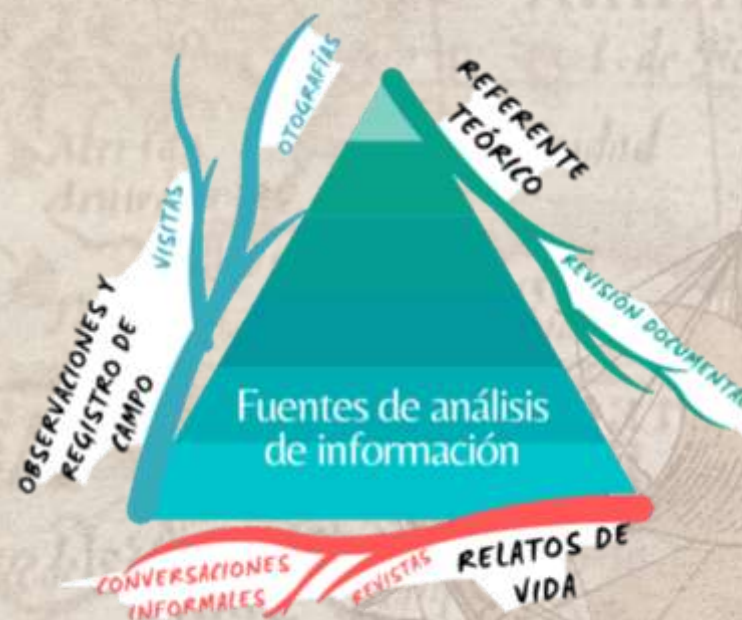 OTOGRAFÍAS
VISITAS
OBSERVACIONES Y
REGISTRO DE
CAMPO
REFERENTE
TEÓRICO
REVISIÓN DOCUMENTAL
Fuentes de análisis
de información
CONVERSACIONES
INFORMALES
REVISTAS
RELATOS DE
VIDA